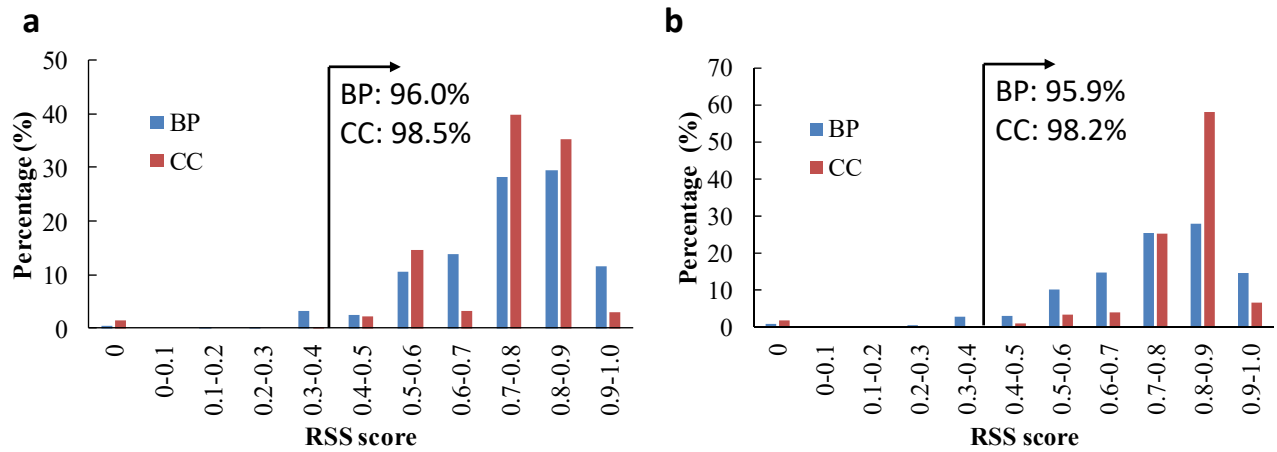 a
50
40
30
20
10
0
Percentage (%)
BP
CC
BP: 96.0%
CC: 98.5%
0
0-0.1
0.1-0.2
0.2-0.3
0.3-0.4
0.4-0.5
0.5-0.6
0.6-0.7
0.7-0.8
0.8-0.9
0.9-1.0
RSS score
b
70
60
50
40
30
20
10
0
Percentage (%)
BP
CC
BP: 95.9%
CC: 98.2%
0
0-0.1
0.1-0.2
0.2-0.3
0.3-0.4
0.4-0.5
0.5-0.6
0.6-0.7
0.7-0.8
0.8-0.9
0.9-1.0
RSS score